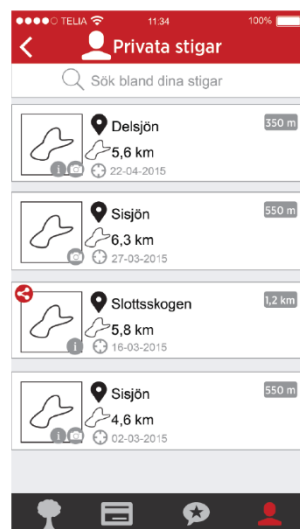 TELIA 11:34 100%
Privata stigar
Sök bland dina stigar
Delsjön 350 m
5,6 km
22-04-2015
Sisjön 550 m
6,3 km
27-03-2015
Slottsskogen 1,2 km
5,8 km
16-03-2015
Sisjön 550 m
4,6 km
02-03-2015